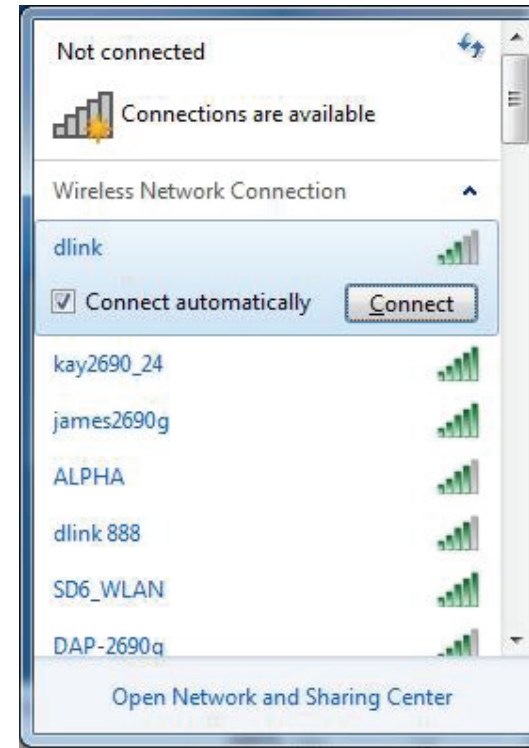 Not connected
Connections are available
Wireless Network Connection
dlink
Connect automatically Connect
kay2690_24
james2690g
ALPHA
dlink 888
SD6_WLAN
DAP-2690g
Open Network and Sharing Center